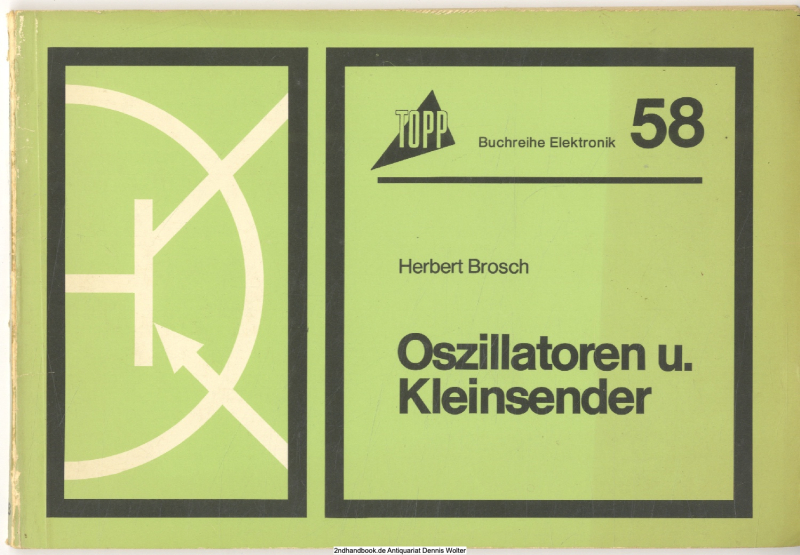 TOPP
Buchreihe Elektronik 58
Herbert Brosch
Oszillatoren u.
Kleinsender
2ndhandbook.de Antiquariat Dennis Wolter